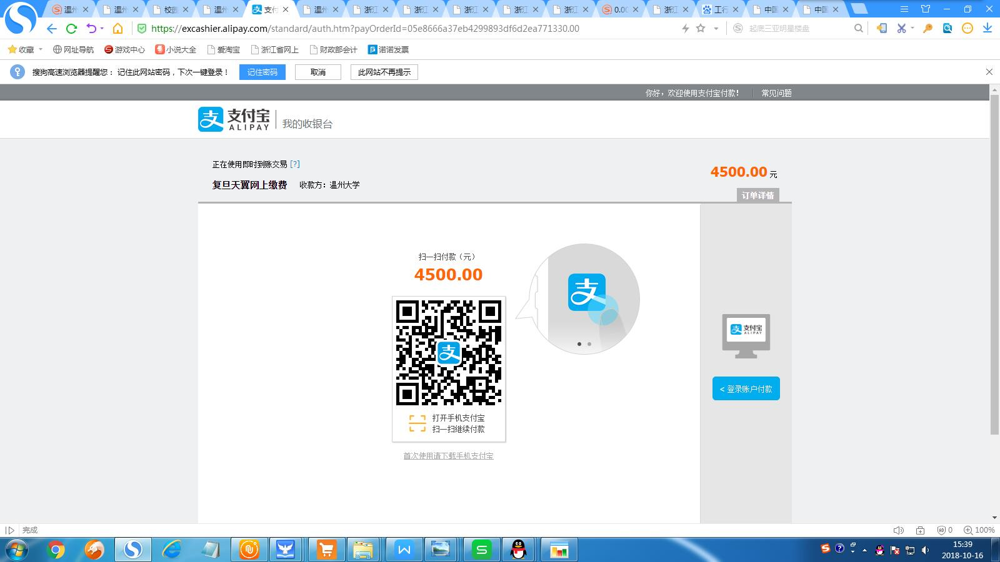 温州
温州
校园
温州
支付
温州
浙江
浙江
浙江
浙江
浙江
0.00
浙江
工行
中国
中国
https://excashier.alipay.com/standard/auth.htm?payOrderId=05e8666a37eb4299893df6d2ea771330.00
起底三亚明星楼盘
收藏 网址导航 游戏中心 小说大全 爱淘宝 浙江省网上 财政部会计 诺诺发票
搜狗高速浏览器提醒您：记住此网站密码，下次一键登录！ 记住密码 取消 此网站不再提示
你好，欢迎使用支付宝付款！ 常见问题
支付宝 ALIPAY 我的收银台
正在使用即时到账交易 [?]
4500.00 元
复旦天翼网上缴费 收款方：温州大学
订单详情
扫一扫付款（元）
4500.00
支
支
支付宝
ALIPAY
< 登录账户付款
打开手机支付宝
扫一扫继续付款
首次使用请下载手机支付宝
完成
0
100%
15:39
2018-10-16